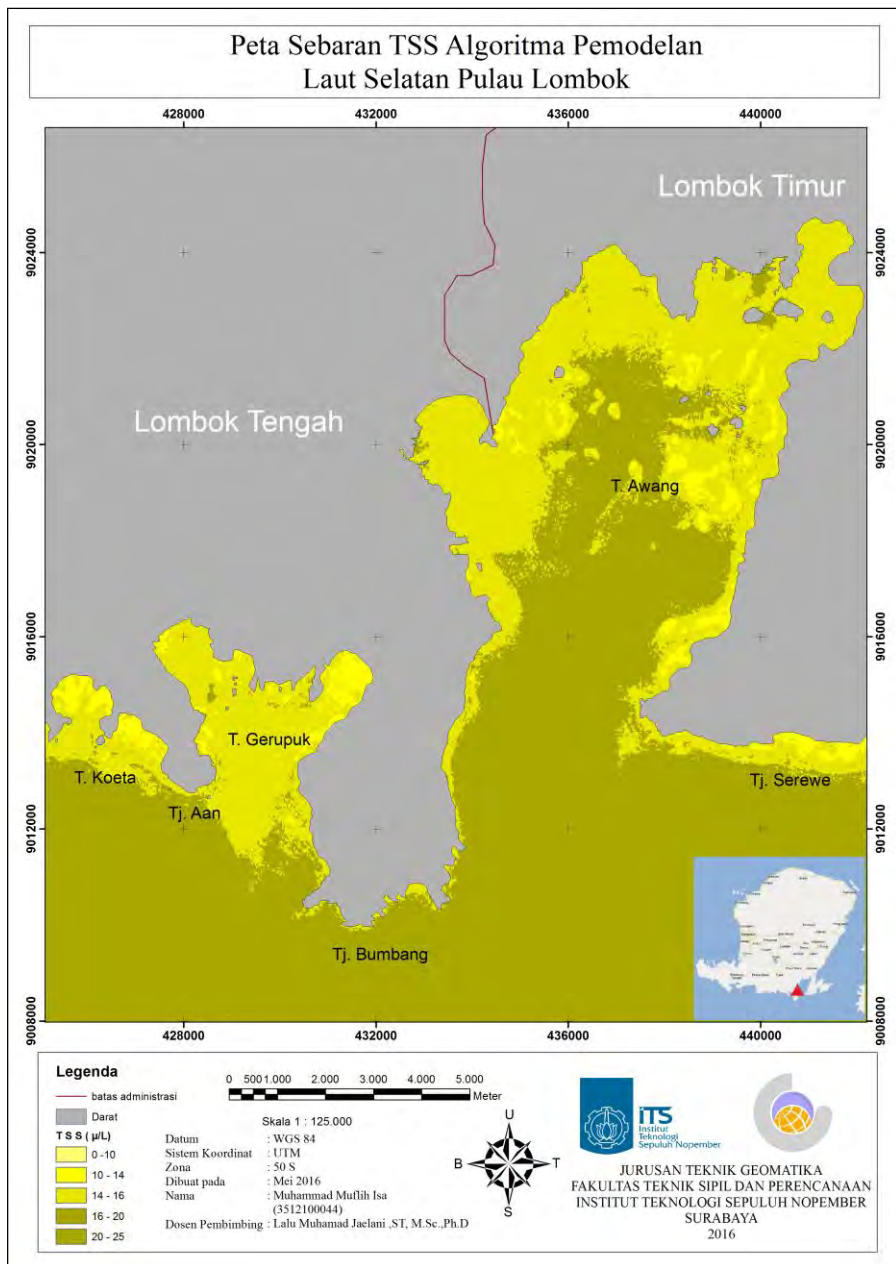 Peta Sebaran TSS Algoritma Pemodelan
Laut Selatan Pulau Lombok
428000 432000 436000 440000
Lombok Timur
9024000 9024000
Lombok Tengah
9020000 9020000
T. Awang
9016000 9016000
T. Gerupuk
T. Koeta
Tj. Serewe
Tj. Aan
9012000 9012000
Tj. Bumbang
9008000 9008000
428000 432000 436000 440000
Legenda
batas administrasi
Darat
T S S ( µ/L)
0 -10
10 - 14
14 - 16
16 - 20
20 - 25
0 5001.000 2.000 3.000 4.000 5.000
Meter
Skala 1 : 125.000
Datum : WGS 84
Sistem Koordinat : UTM
Zona : 50 S
Dibuat pada : Mei 2016
Nama : Muhammad Muflih Isa
(3512100044)
Dosen Pembimbing : Lalu Muhamad Jaelani ,ST, M.Sc.,Ph.D
U
B T
S
iTS
Institut
Teknologi
Sepuluh Nopember
JURUSAN TEKNIK GEOMATIKA
FAKULTAS TEKNIK SIPIL DAN PERENCANAAN
INSTITUT TEKNOLOGI SEPULUH NOPEMBER
SURABAYA
2016